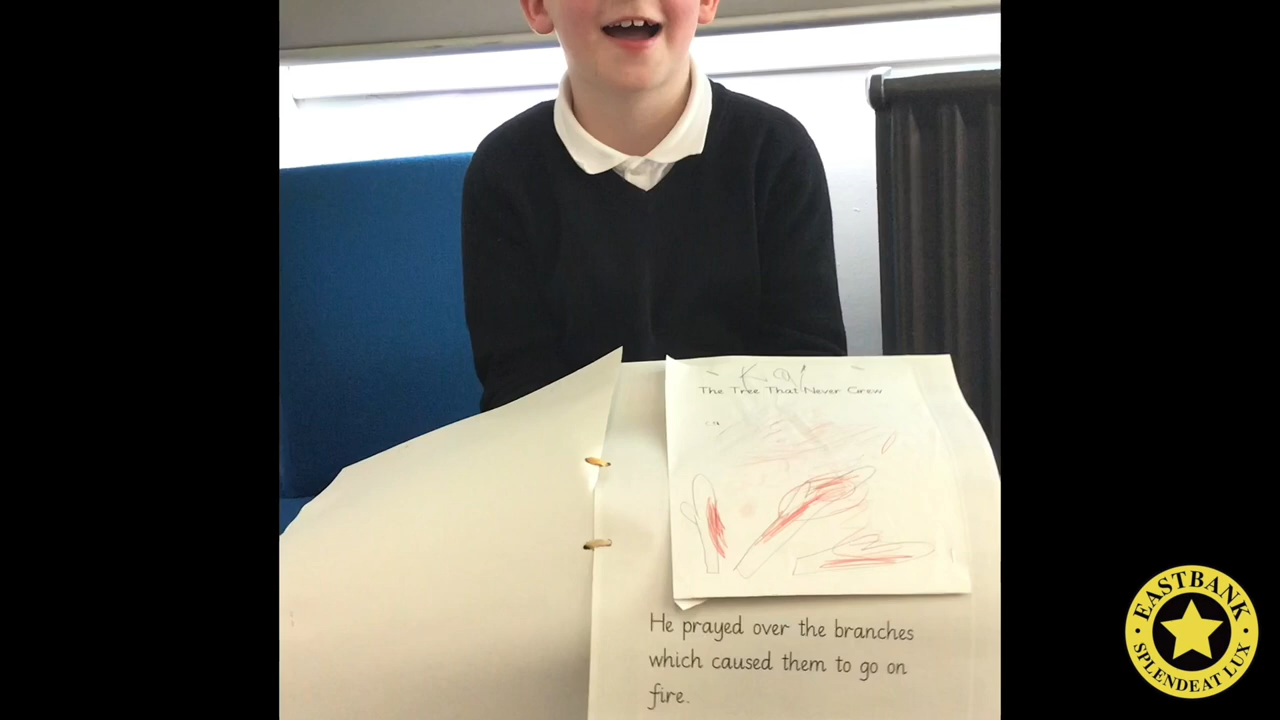 The Tree That Never Grew
He prayed over the branches
which caused them to go on
fire.
EASTBANK
SPLENDEAT LUX